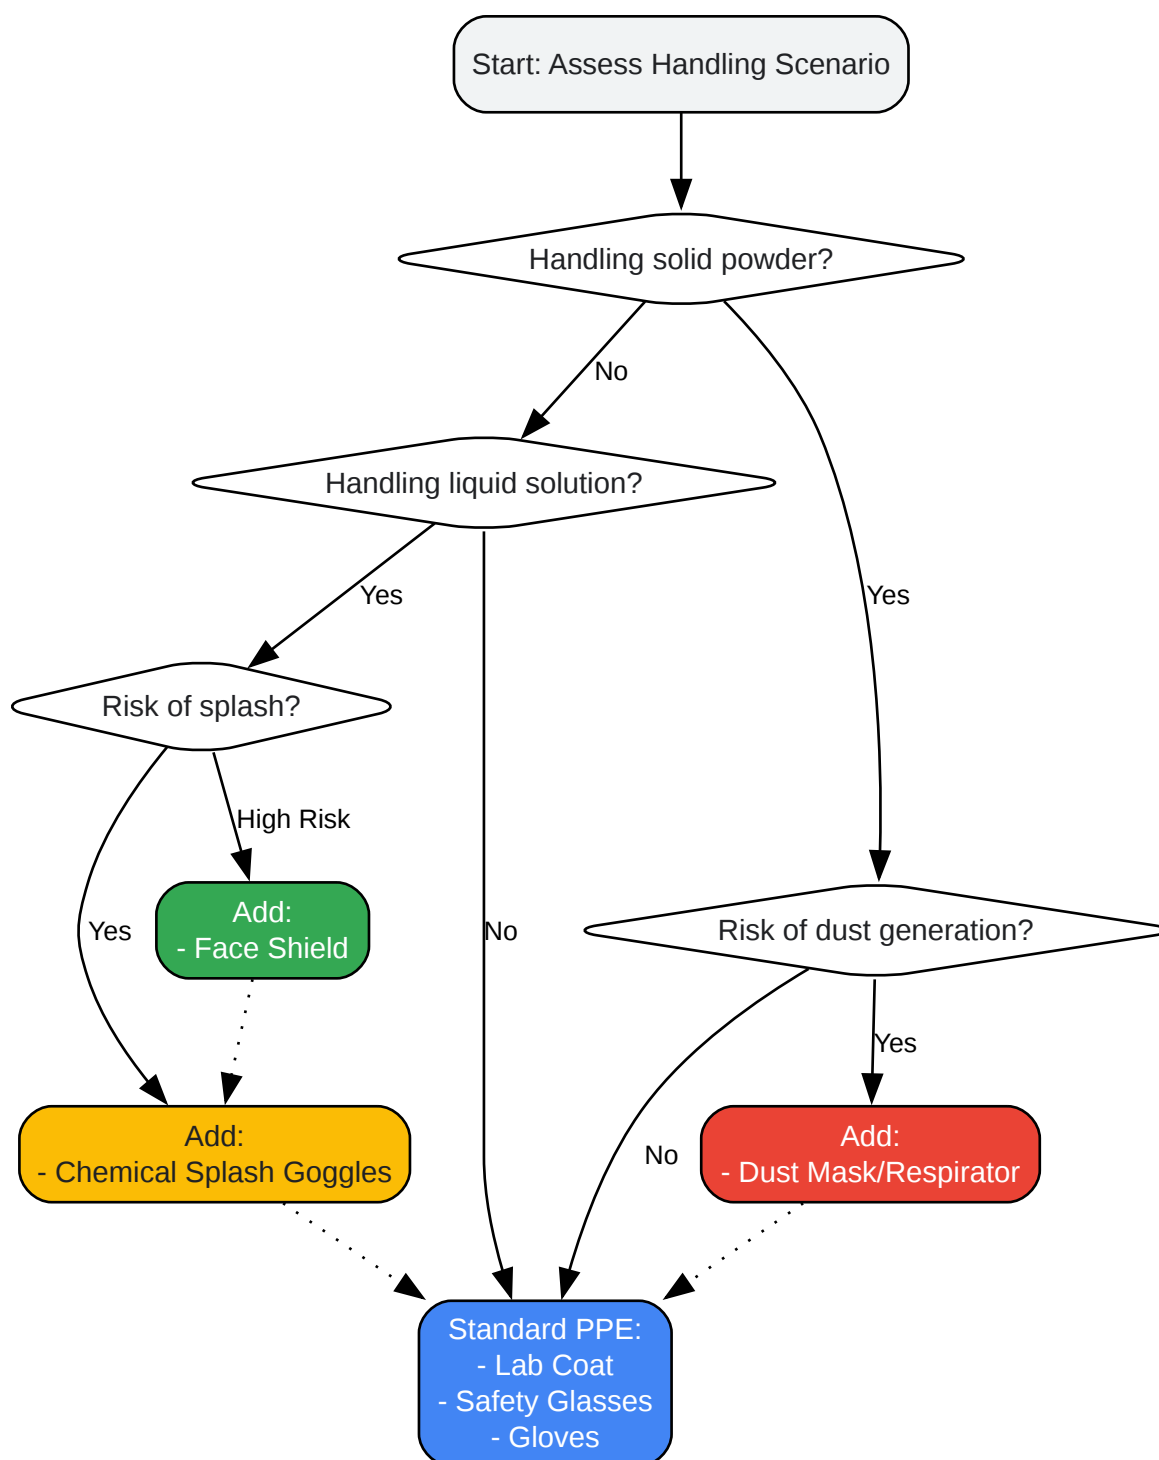 Start: Assess Handling Scenario
Handling solid powder?
No
Handling liquid solution?
Yes
Yes
Risk of splash?
High Risk
Add:
- Face Shield
Yes
No
Risk of dust generation?
Yes
Add:
- Chemical Splash Goggles
No
Add:
- Dust Mask/Respirator
Standard PPE:
- Lab Coat
- Safety Glasses
- Gloves